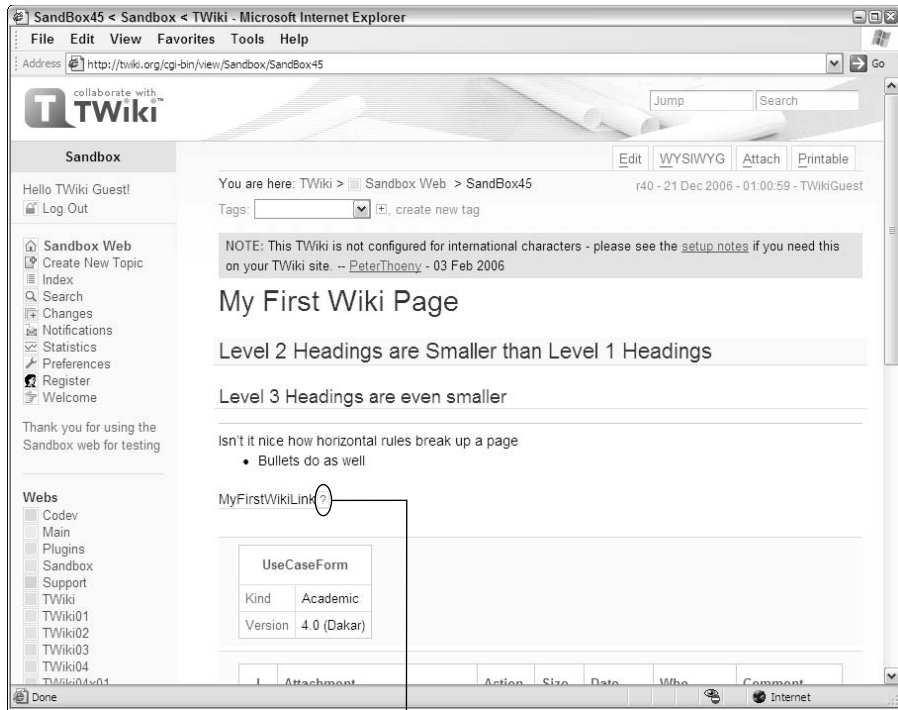 SandBox45 < Sandbox < TWiki - Microsoft Internet Explorer
File Edit View Favorites Tools Help
Address http://twiki.org/cgi-bin/view/Sandbox/SandBox45 Go
collaborate with
TWiki™
Jump Search
Sandbox
Edit WYSIWYG Attach Printable
Hello TWiki Guest!
Log Out
You are here: TWiki > Sandbox Web > SandBox45
r40 - 21 Dec 2006 - 01:00:59 - TWikiGuest
Tags: , create new tag
Sandbox Web
Create New Topic
Index
Search
Changes
Notifications
Statistics
Preferences
Register
Welcome
Thank you for using the
Sandbox web for testing
Webs
Codev
Main
Plugins
Sandbox
Support
TWiki
TWiki01
TWiki02
TWiki03
TWiki04
TWiki04x01
NOTE: This TWiki is not configured for international characters - please see the setup notes if you need this
on your TWiki site. -- PeterThoeny - 03 Feb 2006
My First Wiki Page
Level 2 Headings are Smaller than Level 1 Headings
Level 3 Headings are even smaller
Isn't it nice how horizontal rules break up a page
• Bullets do as well
MyFirstWikiLink?
UseCaseForm
Kind Academic
Version 4.0 (Dakar)
I Attachment Action Size Date Who Comment
Done Internet